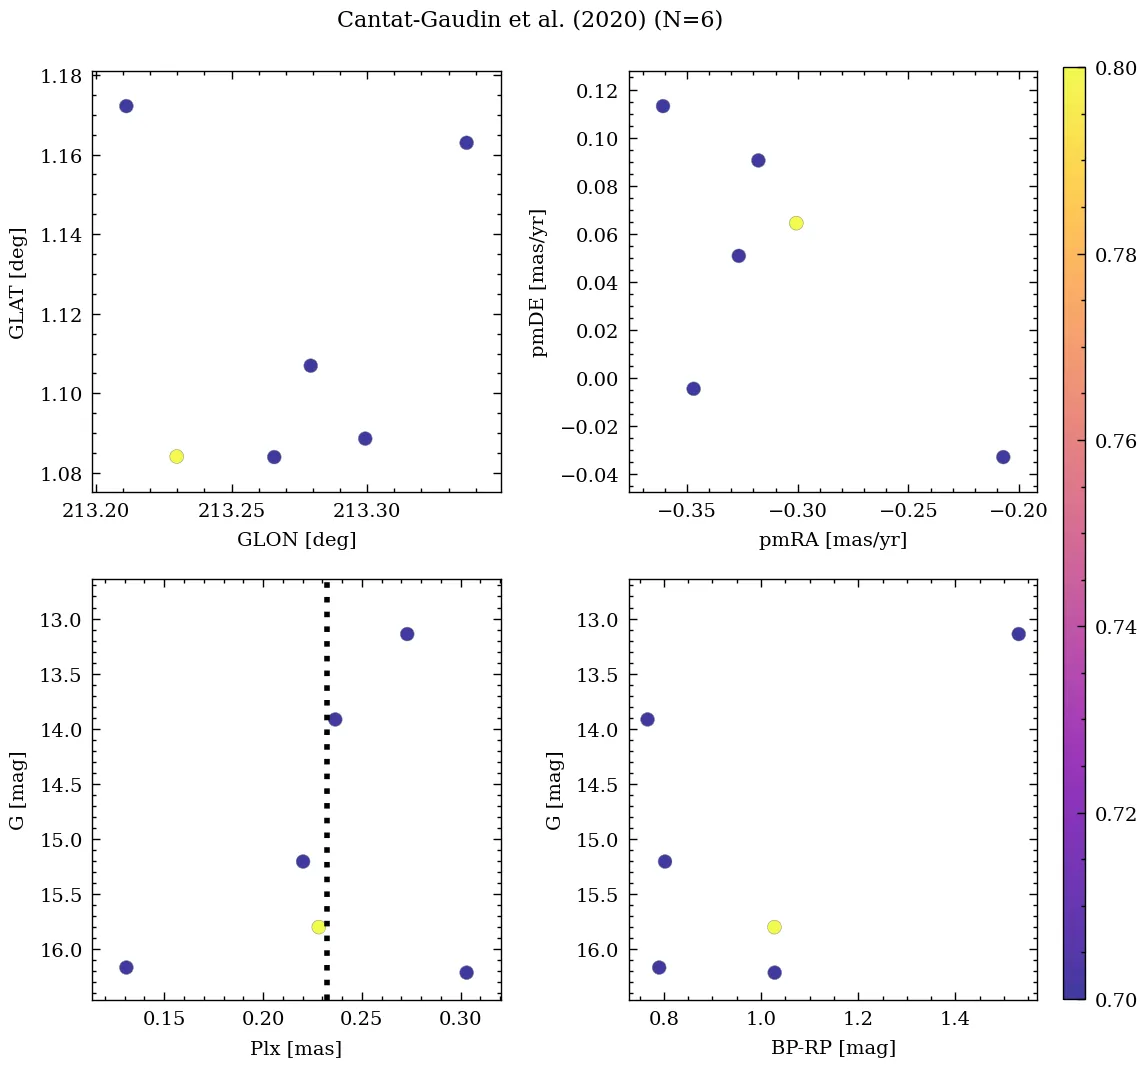 Cantat-Gaudin et al. (2020) (N=6)
1.18
1.16
1.14
1.12
1.10
1.08
GLAT [deg]
213.20 213.25 213.30
GLON [deg]
0.12
0.10
0.08
0.06
0.04
0.02
0.00
−0.02
−0.04
pmDE [mas/yr]
−0.35 −0.30 −0.25 −0.20
pmRA [mas/yr]
13.0
13.5
14.0
14.5
15.0
15.5
16.0
G [mag]
0.15 0.20 0.25 0.30
Plx [mas]
13.0
13.5
14.0
14.5
15.0
15.5
16.0
G [mag]
0.8 1.0 1.2 1.4
BP-RP [mag]
0.80
0.78
0.76
0.74
0.72
0.70